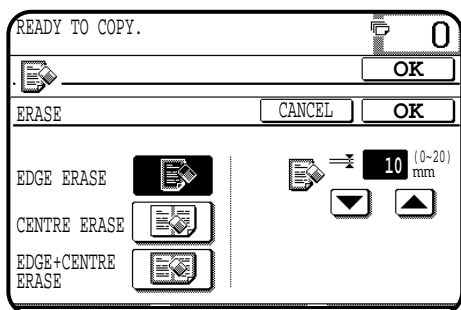 READY TO COPY. 0
OK
ERASE CANCEL OK
EDGE ERASE 10 (0~20) mm
CENTRE ERASE
EDGE+CENTRE
ERASE